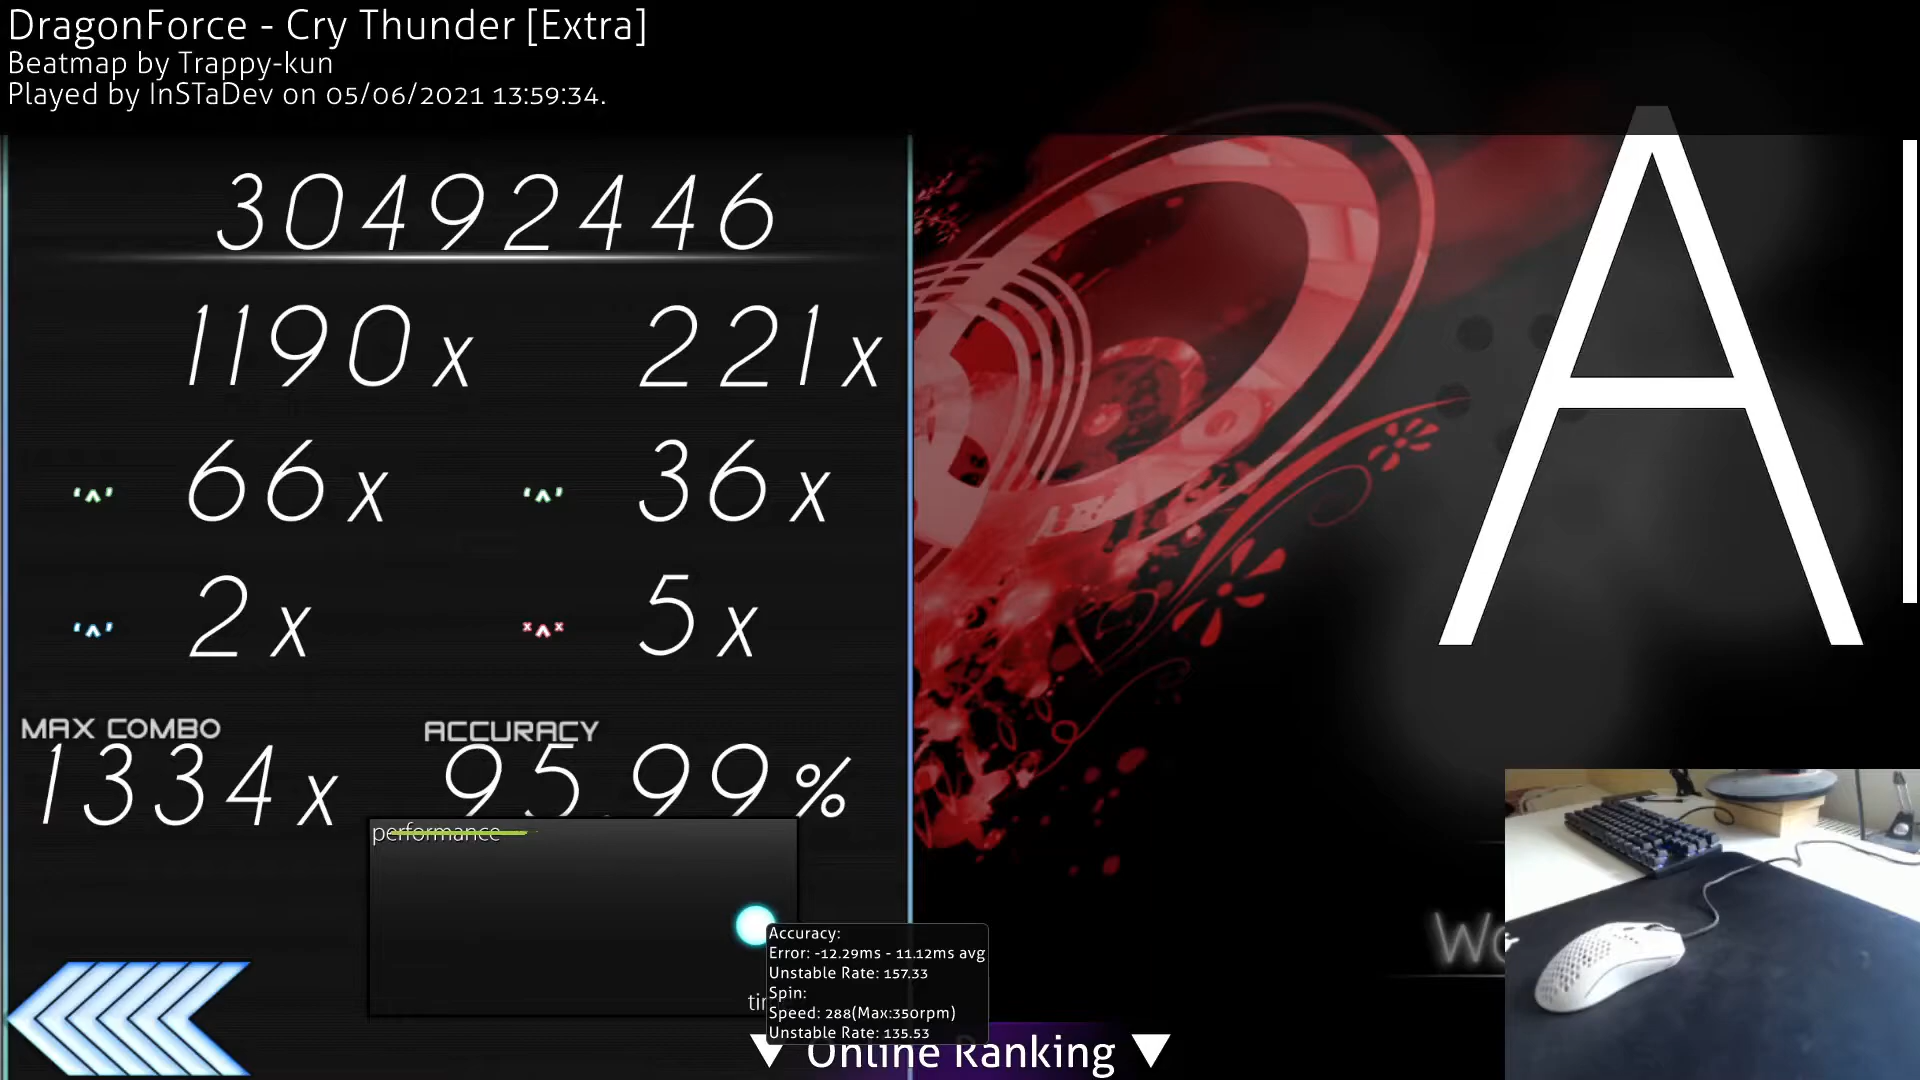 DragonForce - Cry Thunder [Extra]
Beatmap by Trappy-kun
Played by InSTaDev on 05/06/2021 13:59:34.
30492446
1190x 221x
'^' 66x '^' 36x
'^' 2x x^x 5x
MAX COMBO ACCURACY
1334x 95.99%
performance
Accuracy:
Error: -12.29ms - 11.12ms avg
Unstable Rate: 157.33
Spin:
Speed: 288(Max:350rpm)
Unstable Rate: 135.53
▼ Online Ranking ▼
A